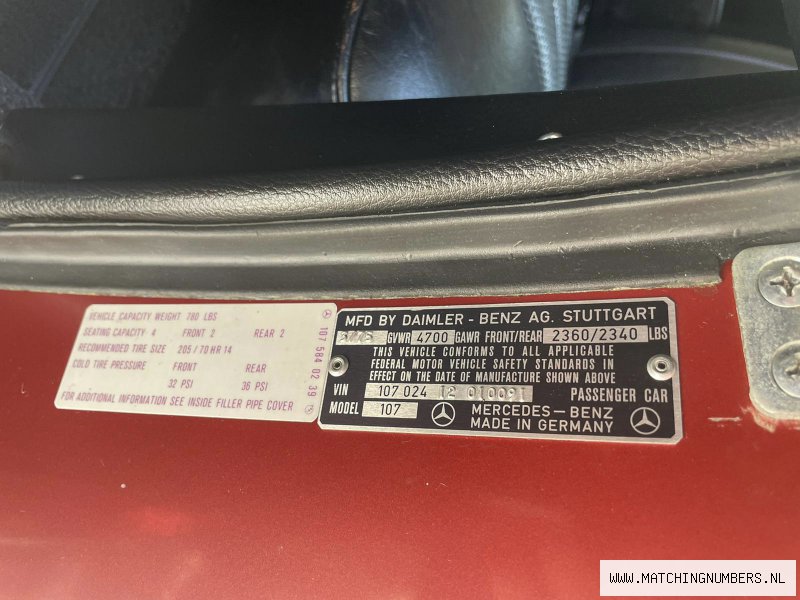 VEHICLE CAPACITY WEIGHT 780 LBS
SEATING CAPACITY 4 FRONT 2 REAR 2
RECOMMENDED TIRE SIZE 205 / 70 HR 14
COLD TIRE PRESSURE FRONT REAR
32 PSI 36 PSI
FOR ADDITIONAL INFORMATION SEE INSIDE FILLER PIPE COVER
107 584 02 39
MFD BY DAIMLER - BENZ AG. STUTTGART
GVWR 4700 GAWR FRONT/REAR 2360/2340 LBS
THIS VEHICLE CONFORMS TO ALL APPLICABLE
FEDERAL MOTOR VEHICLE SAFETY STANDARDS IN
EFFECT ON THE DATE OF MANUFACTURE SHOWN ABOVE
VIN 107 024 12 010091 PASSENGER CAR
MODEL 107 MERCEDES-BENZ
MADE IN GERMANY
WWW.MATCHINGNUMBERS.NL